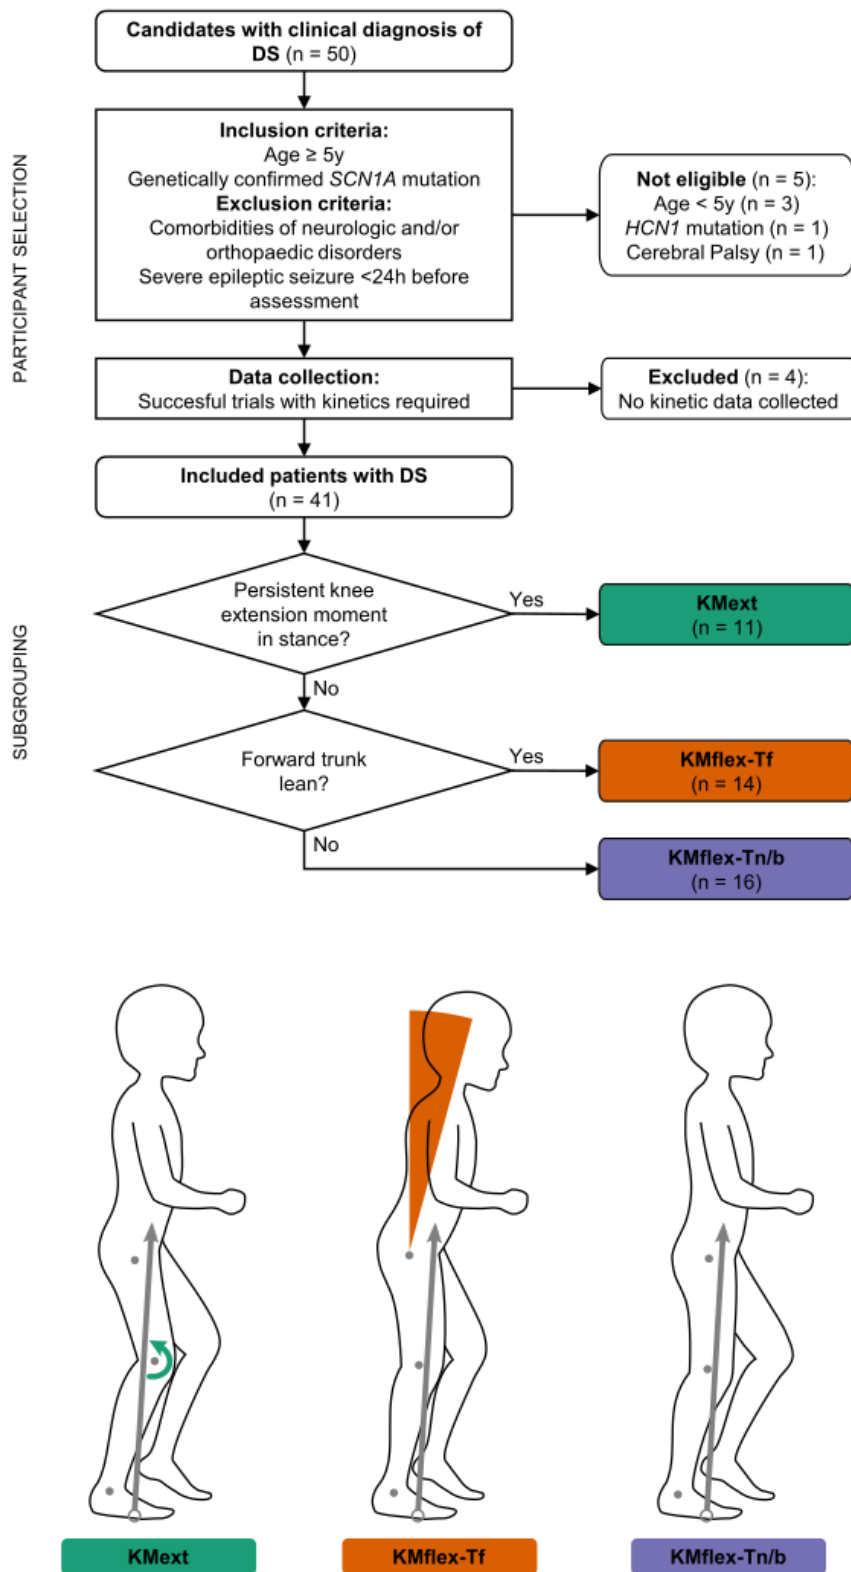 Candidates with clinical diagnosis of
DS (n = 50)
PARTICIPANT SELECTION
Inclusion criteria:
Age ≥ 5y
Genetically confirmed SCN1A mutation
Exclusion criteria:
Comorbidities of neurologic and/or
orthopaedic disorders
Severe epileptic seizure <24h before
assessment
Not eligible (n = 5):
Age < 5y (n = 3)
HCN1 mutation (n = 1)
Cerebral Palsy (n = 1)
Data collection:
Succesful trials with kinetics required
Excluded (n = 4):
No kinetic data collected
Included patients with DS
(n = 41)
SUBGROUPING
Persistent knee
extension moment
in stance?
Yes
KMext
(n = 11)
No
Forward trunk
lean?
Yes
KMflex-Tf
(n = 14)
No
KMflex-Tn/b
(n = 16)
KMext
KMflex-Tf
KMflex-Tn/b